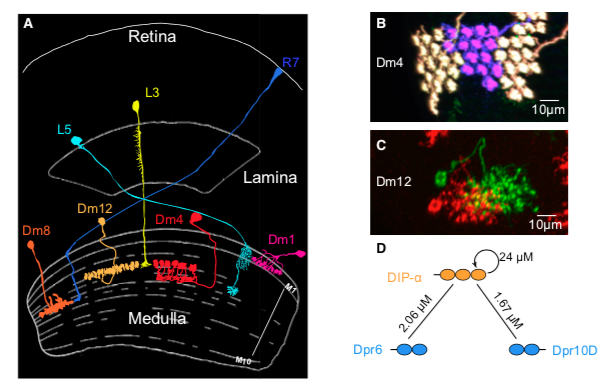 A
Retina
R7
L3
L5
Lamina
Dm12
Dm8
Dm4
Dm1
M1
Medulla
M10
B
Dm4
10µm
C
Dm12
10µm
D
24 µM
DIP-α
2.06 µM
1.67 µM
Dpr6
Dpr10D